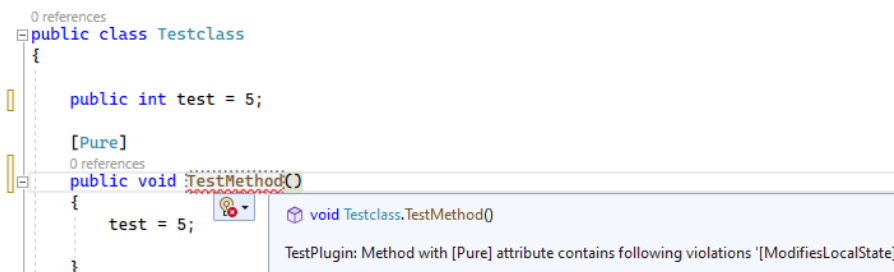 0 references
public class Testclass
{
public int test = 5;
[Pure]
0 references
public void TestMethod()
{
test = 5;
void Testclass.TestMethod()
TestPlugin: Method with [Pure] attribute contains following violations '[ModifiesLocalState]
}